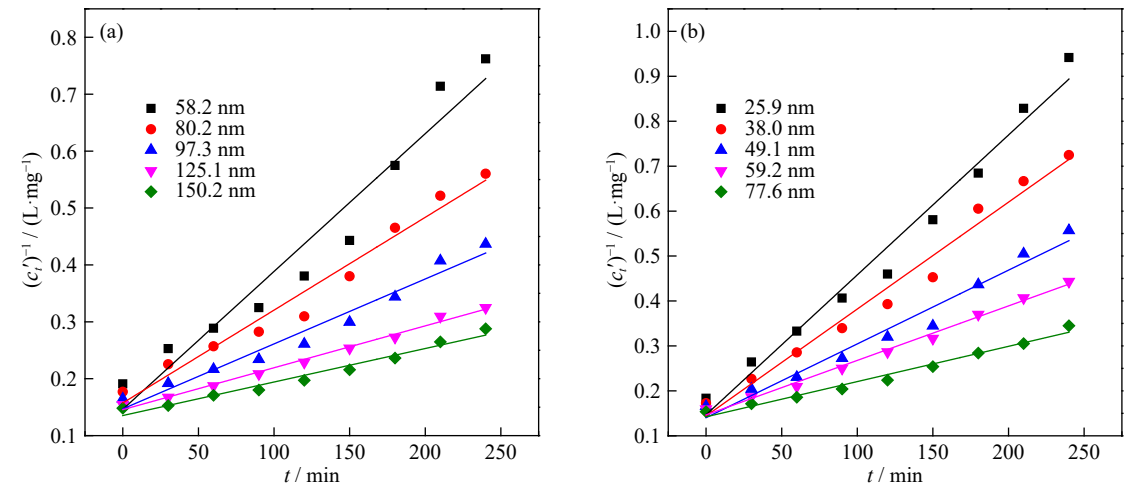 (a)
0.8
0.7
0.6
0.5
0.4
0.3
0.2
0.1
(c_t′)⁻¹ / (L·mg⁻¹)
58.2 nm
80.2 nm
97.3 nm
125.1 nm
150.2 nm
0 50 100 150 200 250
t / min
(b)
1.0
0.9
0.8
0.7
0.6
0.5
0.4
0.3
0.2
0.1
(c_t′)⁻¹ / (L·mg⁻¹)
25.9 nm
38.0 nm
49.1 nm
59.2 nm
77.6 nm
0 50 100 150 200 250
t / min